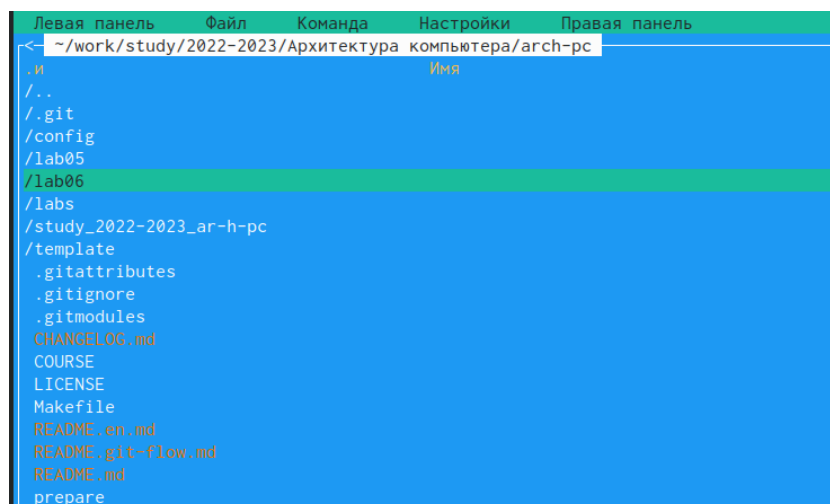 Левая панель Файл Команда Настройки Правая панель
<- ~/work/study/2022-2023/Архитектура компьютера/arch-pc
.и Имя
/..
/.git
/config
/lab05
/lab06
/labs
/study_2022-2023_ar-h-pc
/template
.gitattributes
.gitignore
.gitmodules
CHANGELOG.md
COURSE
LICENSE
Makefile
README.en.md
README.git-flow.md
README.md
prepare